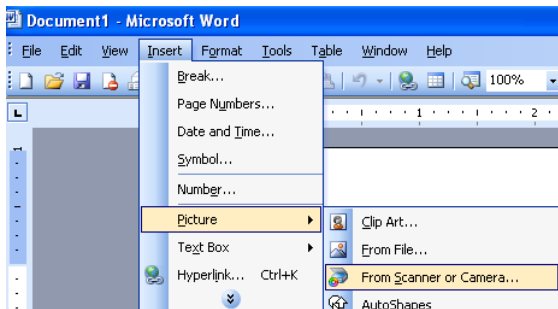 Document1 - Microsoft Word
File Edit View Insert Format Tools Table Window Help
100%
Break...
Page Numbers...
1 2
Date and Time...
Symbol...
Number...
Picture
Clip Art...
Text Box
From File...
Hyperlink... Ctrl+K
From Scanner or Camera...
AutoShapes